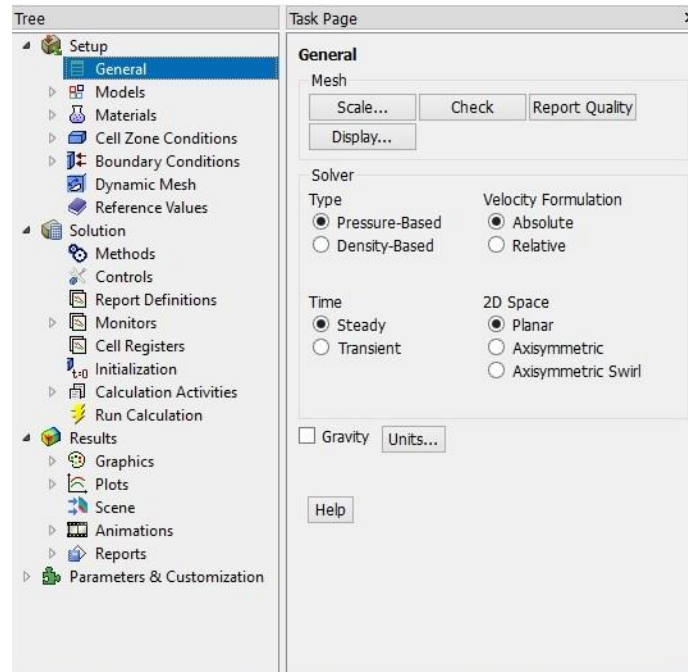 Tree
Setup
General
Models
Materials
Cell Zone Conditions
Boundary Conditions
Dynamic Mesh
Reference Values
Solution
Methods
Controls
Report Definitions
Monitors
Cell Registers
t=0 Initialization
Calculation Activities
Run Calculation
Results
Graphics
Plots
Scene
Animations
Reports
Parameters & Customization
Task Page
General
Mesh
Scale... Check Report Quality
Display...
Solver
Type Velocity Formulation
Pressure-Based Absolute
Density-Based Relative
Time 2D Space
Steady Planar
Transient Axisymmetric
Axisymmetric Swirl
Gravity Units...
Help